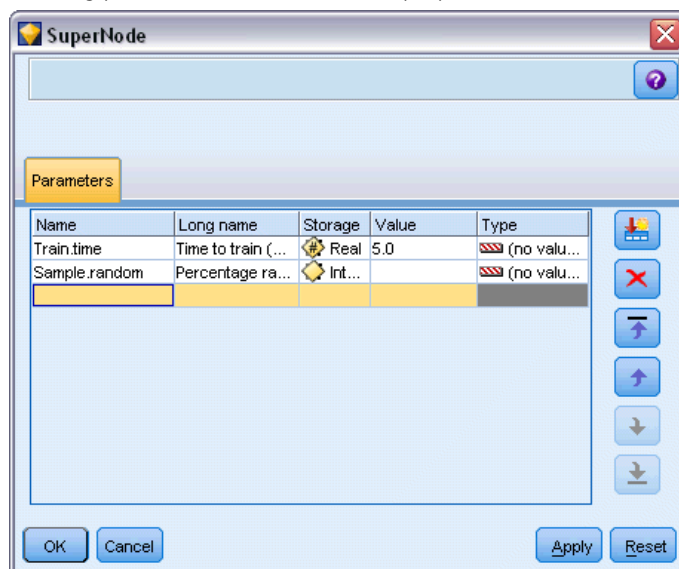 SuperNode
Parameters
Name Long name Storage Value Type
Train.time Time to train (... Real 5.0 (no valu...
Sample.random Percentage ra... Int... (no valu...
OK Cancel Apply Reset